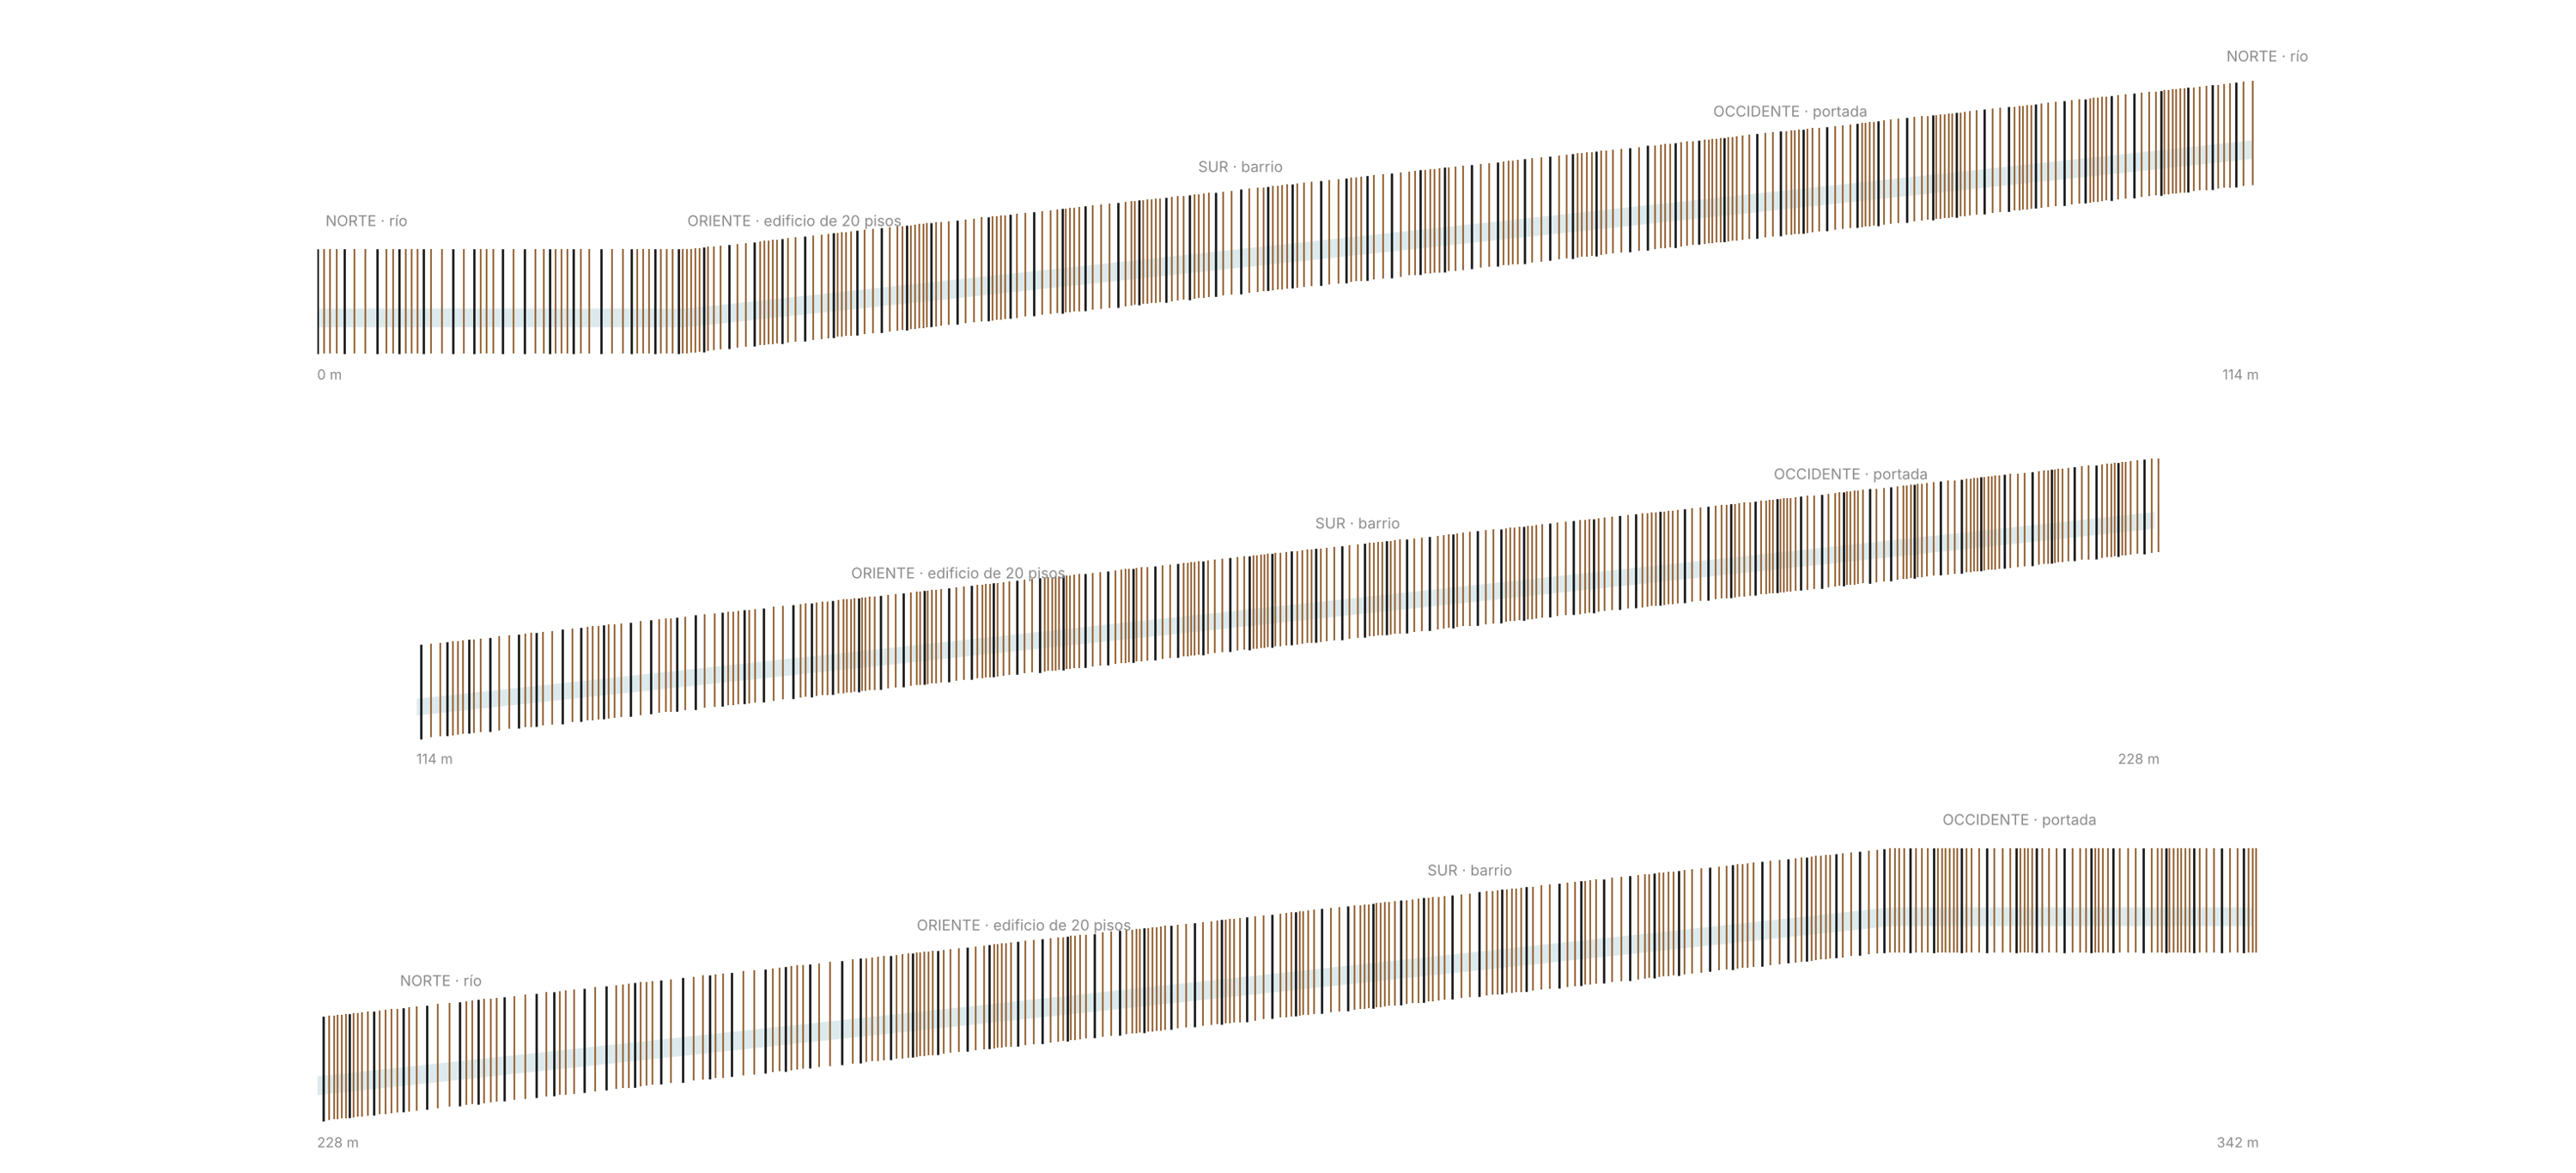 NORTE · río
OCCIDENTE · portada
SUR · barrio
NORTE · río
ORIENTE · edificio de 20 pisos
0 m
114 m
OCCIDENTE · portada
SUR · barrio
ORIENTE · edificio de 20 pisos
114 m
228 m
OCCIDENTE · portada
SUR · barrio
ORIENTE · edificio de 20 pisos
NORTE · río
228 m
342 m